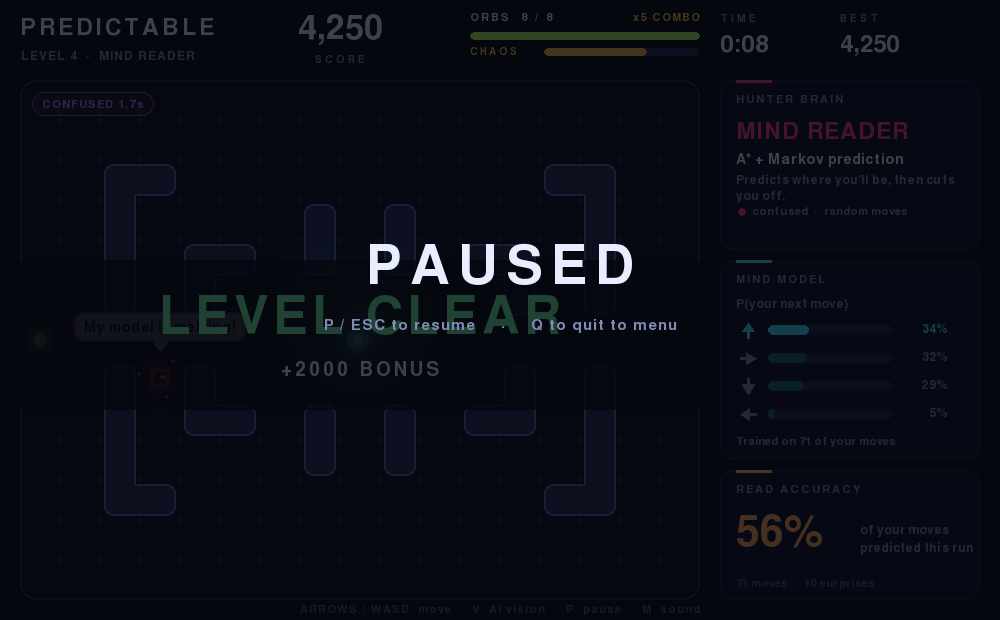 PREDICTABLE
LEVEL 4 · MIND READER
4,250
SCORE
ORBS 8 / 8
x5 COMBO
CHAOS
TIME
0:08
BEST
4,250
CONFUSED 1.7s
PAUSED
LEVEL CLEAR
P / ESC to resume · Q to quit to menu
+2000 BONUS
My model is
HUNTER BRAIN
MIND READER
A* + Markov prediction
Predicts where you'll be, then cuts
you off.
confused · random moves
MIND MODEL
P(your next move)
34%
32%
29%
5%
Trained on 71 of your moves
READ ACCURACY
56%
of your moves
predicted this run
71 moves · 10 surprises
ARROWS / WASD move V AI vision P pause M sound